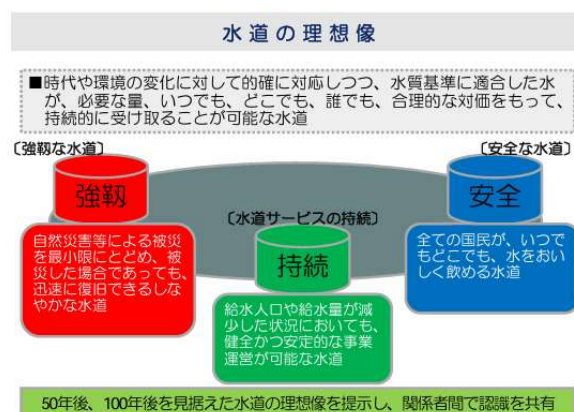 水道の理想像
■時代や環境の変化に対して的確に対応しつつ、水質基準に適合した水
が、必要な量、いつでも、どこでも、誰でも、合理的な対価をもって、
持続的に受け取ることが可能な水道
〔強靭な水道〕
〔安全な水道〕
強靭
安全
〔水道サービスの持続〕
持続
自然災害等による被災
を最小限にとどめ、被
災した場合であっても、
迅速に復旧できるしな
やかな水道
全ての国民が、いつで
もどこでも、水をおい
しく飲める水道
給水人口や給水量が減
少した状況においても、
健全かつ安定的な事業
運営が可能な水道
50年後、100年後を見据えた水道の理想像を提示し、関係者間で認識を共有